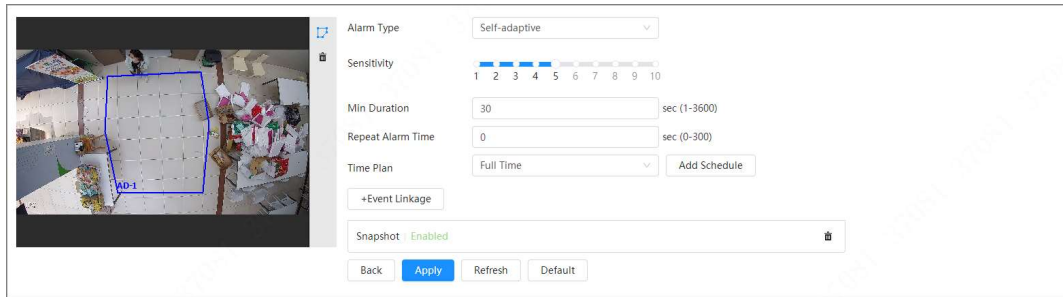 Alarm Type Self-adaptive
Sensitivity
1 2 3 4 5 6 7 8 9 10
Min Duration 30 sec (1-3600)
Repeat Alarm Time 0 sec (0-300)
Time Plan Full Time Add Schedule
AD-1
+Event Linkage
Snapshot : Enabled
Back Apply Refresh Default